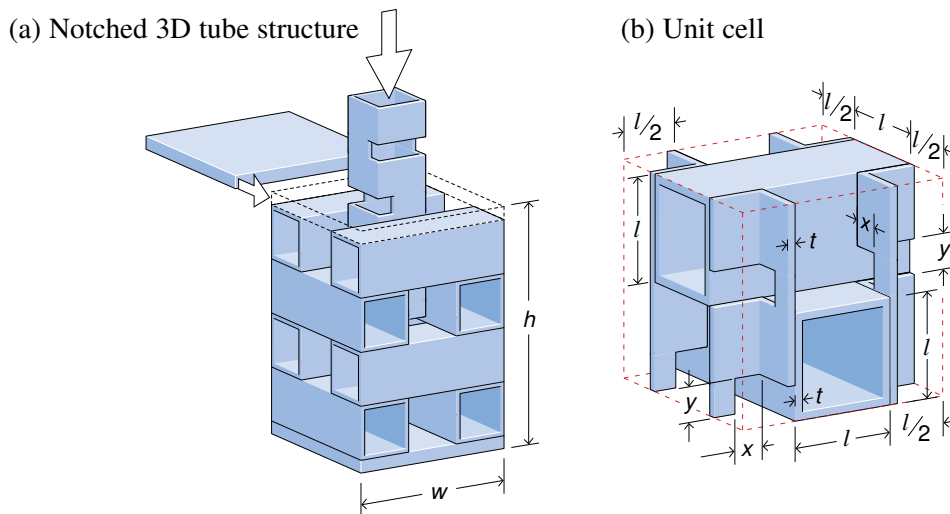 (a) Notched 3D tube structure
h
w
(b) Unit cell
l/2
l/2
l
l/2
l
t
x
y
l
y
t
x
l
l/2